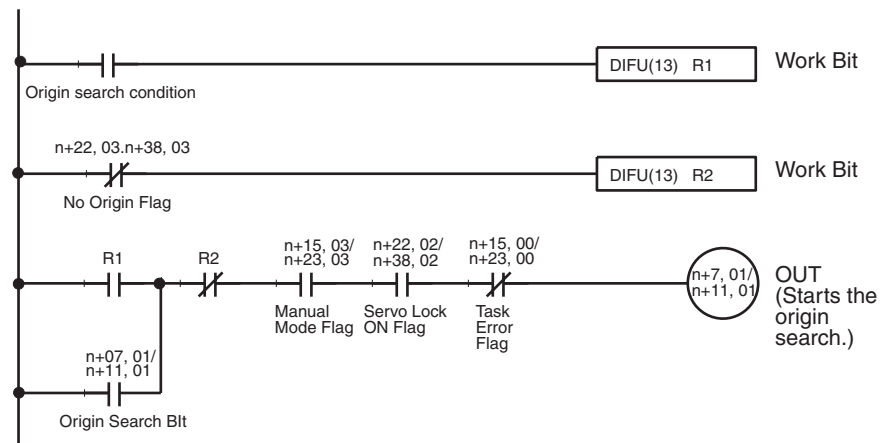 DIFU(13) R1 Work Bit
Origin search condition
n+22, 03.n+38, 03
DIFU(13) R2 Work Bit
No Origin Flag
R1
R2
n+15, 03/
n+23, 03
n+22, 02/
n+38, 02
n+15, 00/
n+23, 00
Manual
Mode Flag
Servo Lock
ON Flag
Task
Error
Flag
n+7, 01/
n+11, 01
OUT
(Starts the
origin
search.)
n+07, 01/
n+11, 01
Origin Search BIt